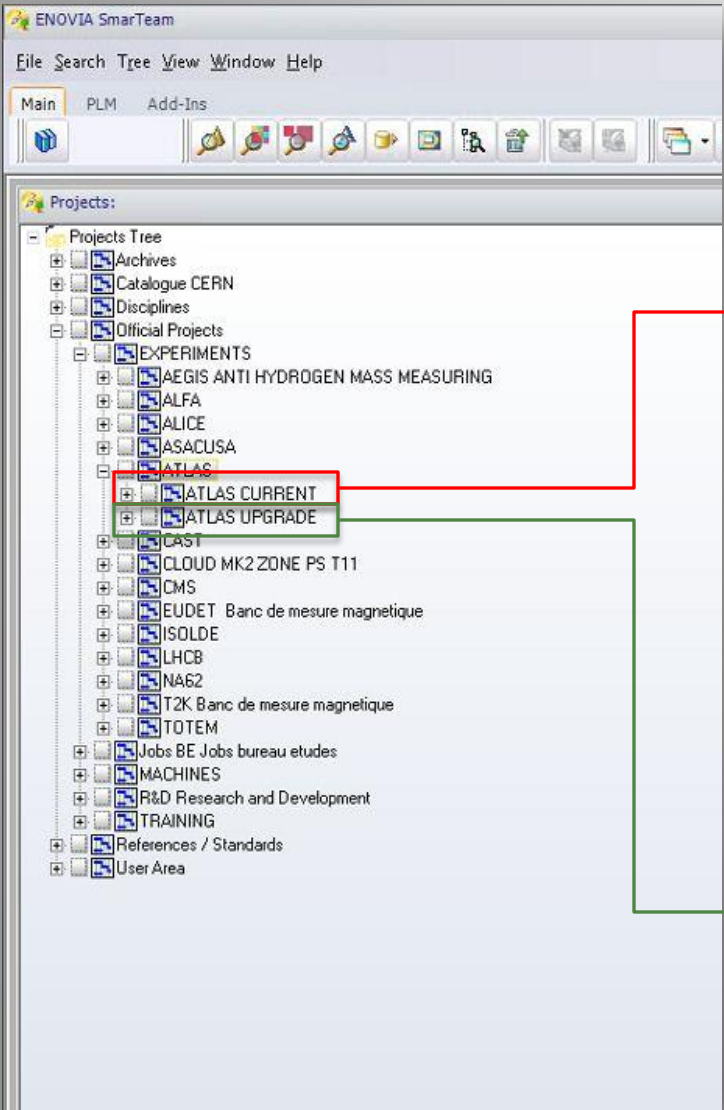 ENOVIA SmarTeam
File Search Tree View Window Help
Main PLM Add-Ins
Projects:
Projects Tree
Archives
Catalogue CERN
Disciplines
Official Projects
EXPERIMENTS
AEGIS ANTI HYDROGEN MASS MEASURING
ALFA
ALICE
ASACUSA
ATLAS
ATLAS CURRENT
ATLAS UPGRADE
CAST
CLOUD MK2 ZONE PS T11
CMS
EUDET Banc de mesure magnetique
ISOLDE
LHCB
NA62
T2K Banc de mesure magnetique
TOTEM
Jobs BE Jobs bureau etudes
MACHINES
R&D Research and Development
TRAINING
References / Standards
User Area